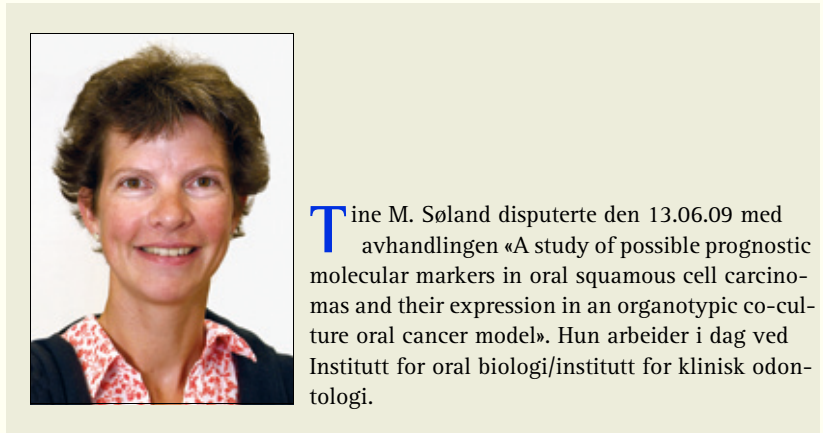 Tine M. Søland disputerte den 13.06.09 med
avhandlingen «A study of possible prognostic
molecular markers in oral squamous cell carcino-
mas and their expression in an organotypic co-cul-
ture oral cancer model». Hun arbeider i dag ved
Institutt for oral biologi/institutt for klinisk odon-
tologi.